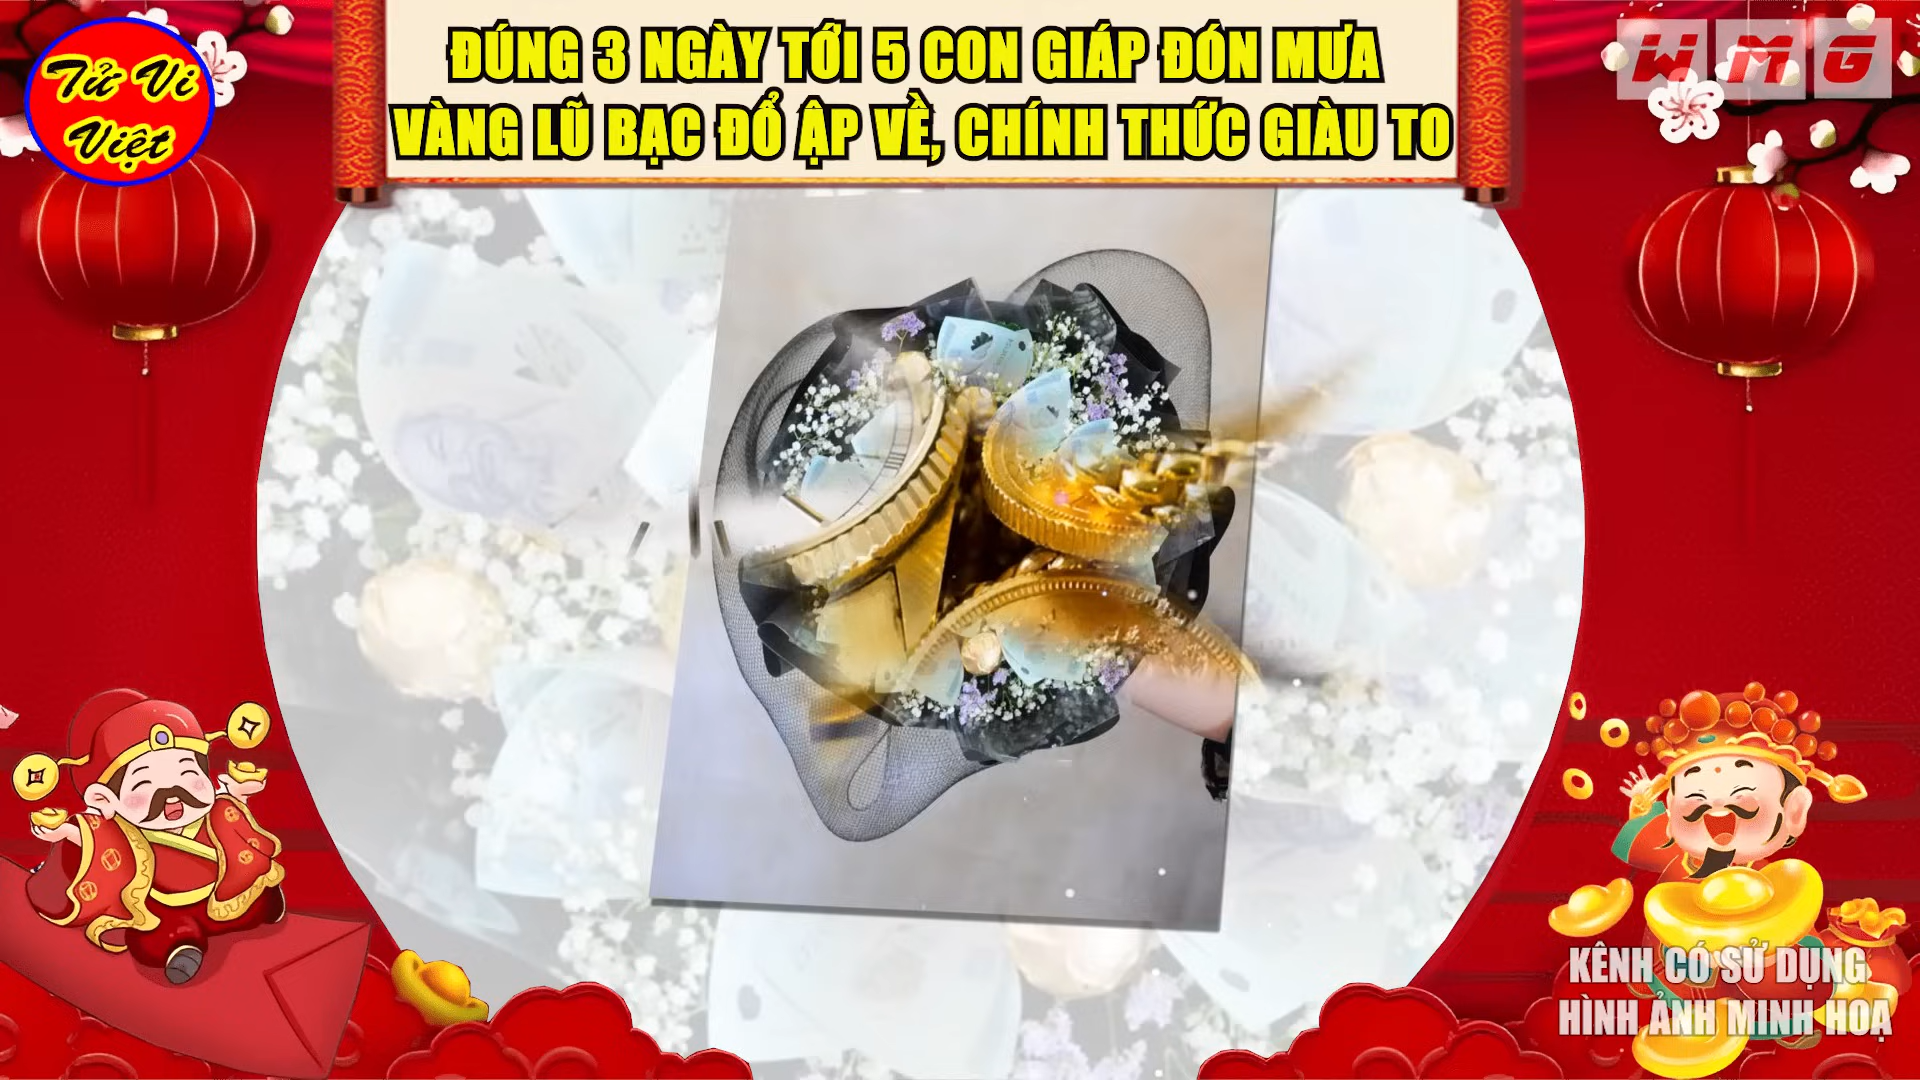 Tử Vi
Việt
ĐÚNG 3 NGÀY TỚI 5 CON GIÁP ĐÓN MƯA
VÀNG LŨ BẠC ĐỔ ẬP VỀ, CHÍNH THỨC GIÀU TO
WMG
KÊNH CÓ SỬ DỤNG
HÌNH ẢNH MINH HOẠ